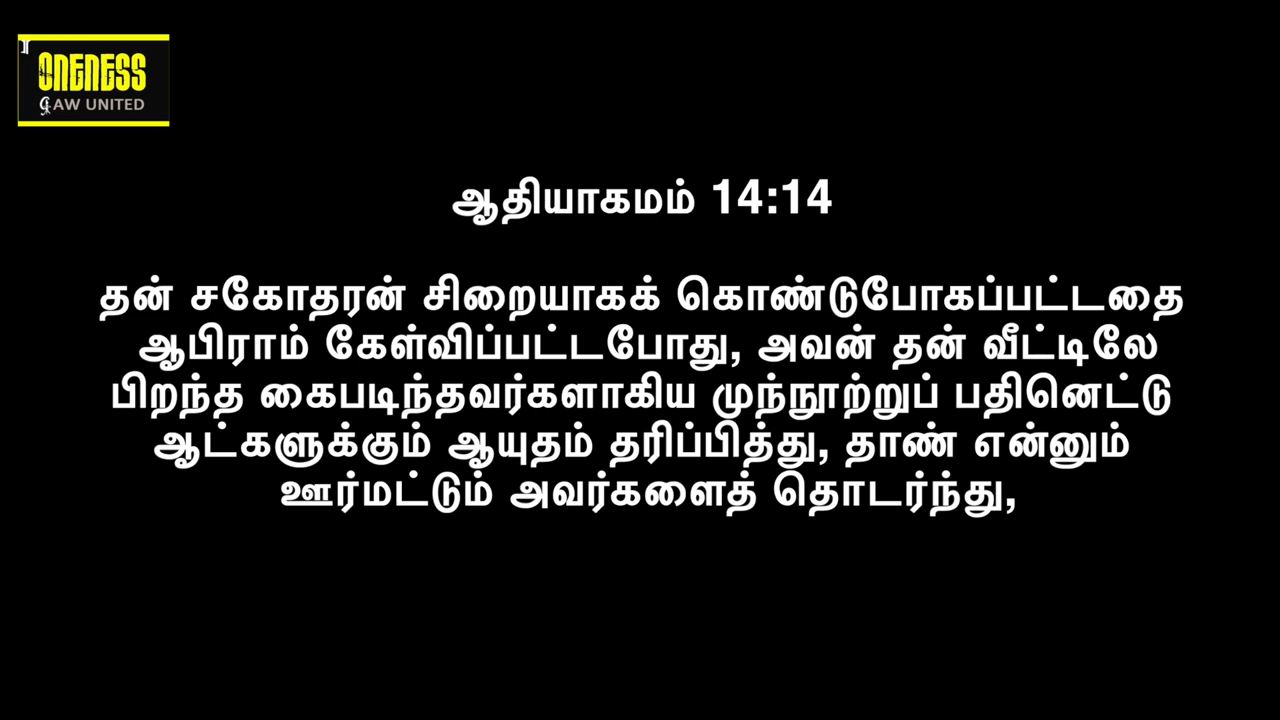 ONENESS
GAW UNITED
ஆதியாகமம் 14:14
தன் சகோதரன் சிறையாகக் கொண்டுபோகப்பட்டதை
ஆபிராம் கேள்விப்பட்டபோது, அவன் தன் வீட்டிலே
பிறந்த கைபடிந்தவர்களாகிய முந்நூற்றுப் பதினெட்டு
ஆட்களுக்கும் ஆயுதம் தரிப்பித்து, தாண் என்னும்
ஊர்மட்டும் அவர்களைத் தொடர்ந்து,